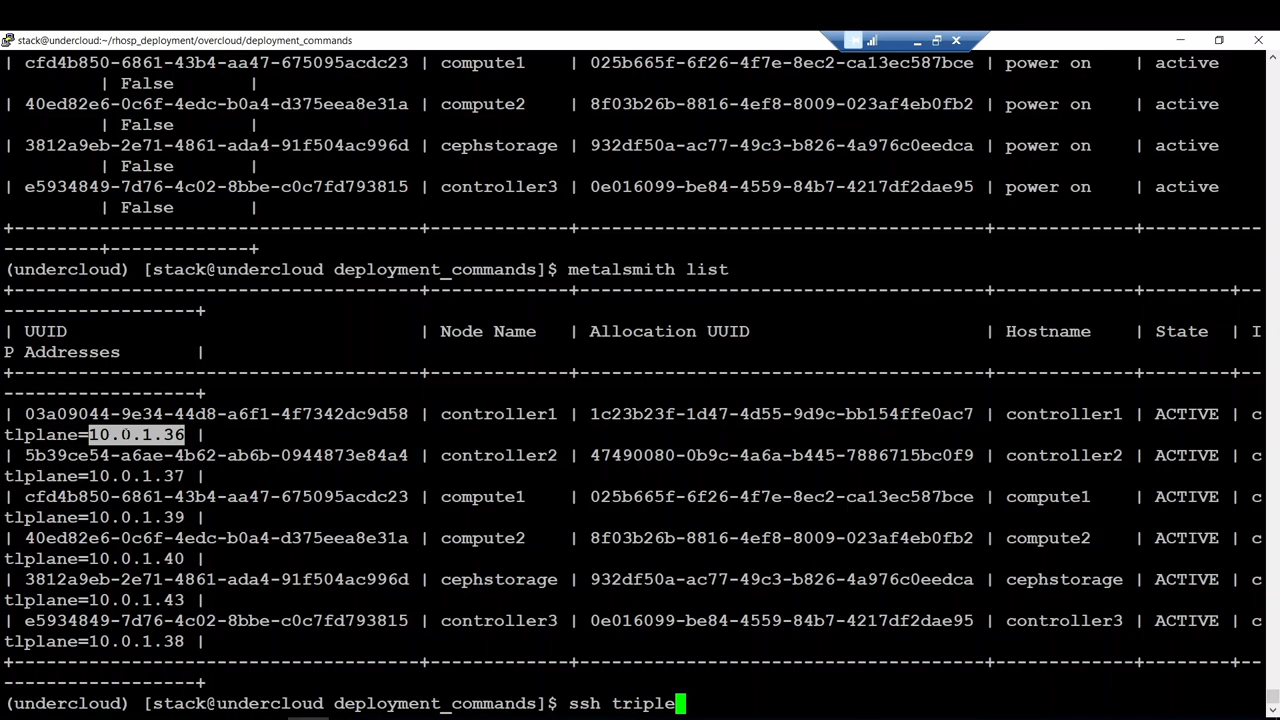 stack@undercloud:~/rhosp_deployment/overcloud/deployment_commands
| cfd4b850-6861-43b4-aa47-675095acdc23 | compute1    | 025b665f-6f26-4f7e-8ec2-ca13ec587bce | power on    | active
         | False       |
| 40ed82e6-0c6f-4edc-b0a4-d375eea8e31a | compute2    | 8f03b26b-8816-4ef8-8009-023af4eb0fb2 | power on    | active
         | False       |
| 3812a9eb-2e71-4861-ada4-91f504ac996d | cephstorage | 932df50a-ac77-49c3-b826-4a976c0eedca | power on    | active
         | False       |
| e5934849-7d76-4c02-8bbe-c0c7fd793815 | controller3 | 0e016099-be84-4559-84b7-4217df2dae95 | power on    | active
         | False       |
+--------------------------------------+-------------+--------------------------------------+-------------+----------
---------+-------------+
(undercloud) [stack@undercloud deployment_commands]$ metalsmith list
+--------------------------------------+-------------+--------------------------------------+-------------+--------+--
------------------+
| UUID                                 | Node Name   | Allocation UUID                      | Hostname    | State  | I
P Addresses       |
+--------------------------------------+-------------+--------------------------------------+-------------+--------+--
------------------+
| 03a09044-9e34-44d8-a6f1-4f7342dc9d58 | controller1 | 1c23b23f-1d47-4d55-9d9c-bb154ffe0ac7 | controller1 | ACTIVE | c
tlplane=10.0.1.36 |
| 5b39ce54-a6ae-4b62-ab6b-0944873e84a4 | controller2 | 47490080-0b9c-4a6a-b445-7886715bc0f9 | controller2 | ACTIVE | c
tlplane=10.0.1.37 |
| cfd4b850-6861-43b4-aa47-675095acdc23 | compute1    | 025b665f-6f26-4f7e-8ec2-ca13ec587bce | compute1    | ACTIVE | c
tlplane=10.0.1.39 |
| 40ed82e6-0c6f-4edc-b0a4-d375eea8e31a | compute2    | 8f03b26b-8816-4ef8-8009-023af4eb0fb2 | compute2    | ACTIVE | c
tlplane=10.0.1.40 |
| 3812a9eb-2e71-4861-ada4-91f504ac996d | cephstorage | 932df50a-ac77-49c3-b826-4a976c0eedca | cephstorage | ACTIVE | c
tlplane=10.0.1.43 |
| e5934849-7d76-4c02-8bbe-c0c7fd793815 | controller3 | 0e016099-be84-4559-84b7-4217df2dae95 | controller3 | ACTIVE | c
tlplane=10.0.1.38 |
+--------------------------------------+-------------+--------------------------------------+-------------+--------+--
------------------+
(undercloud) [stack@undercloud deployment_commands]$ ssh triple